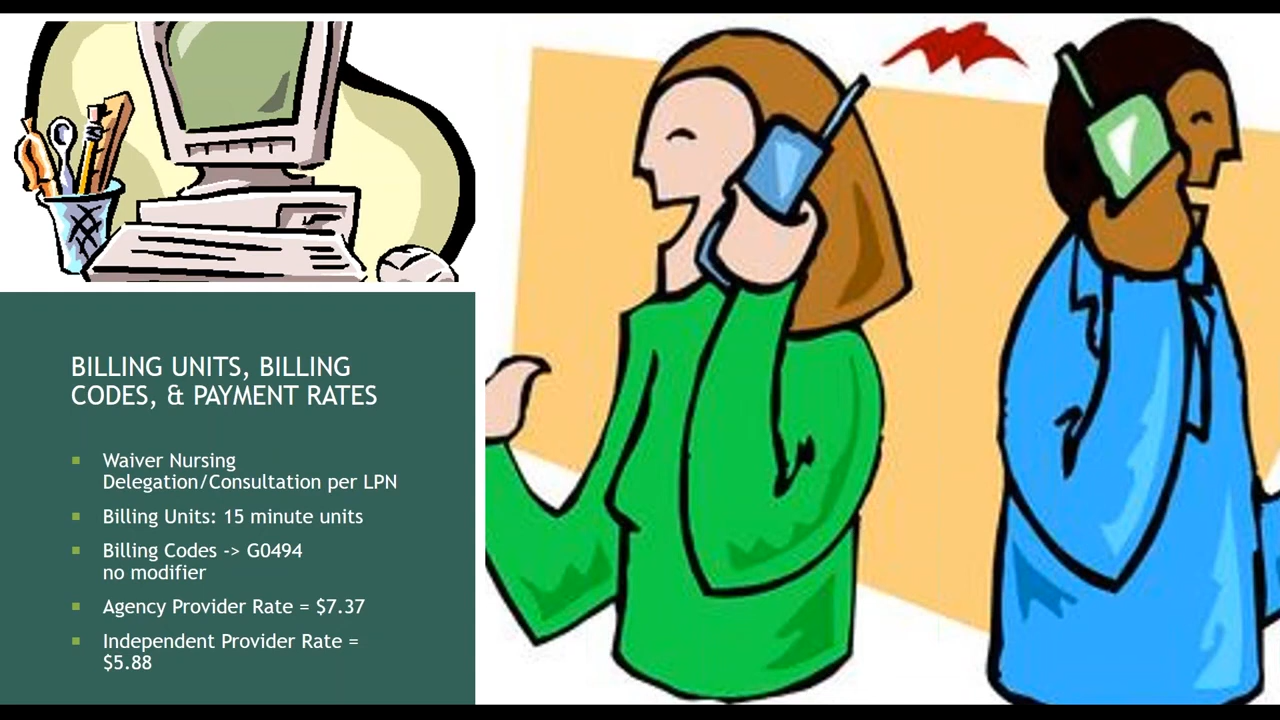 BILLING UNITS, BILLING
CODES, & PAYMENT RATES
Waiver Nursing
Delegation/Consultation per LPN
Billing Units: 15 minute units
Billing Codes -> G0494
no modifier
Agency Provider Rate = $7.37
Independent Provider Rate =
$5.88